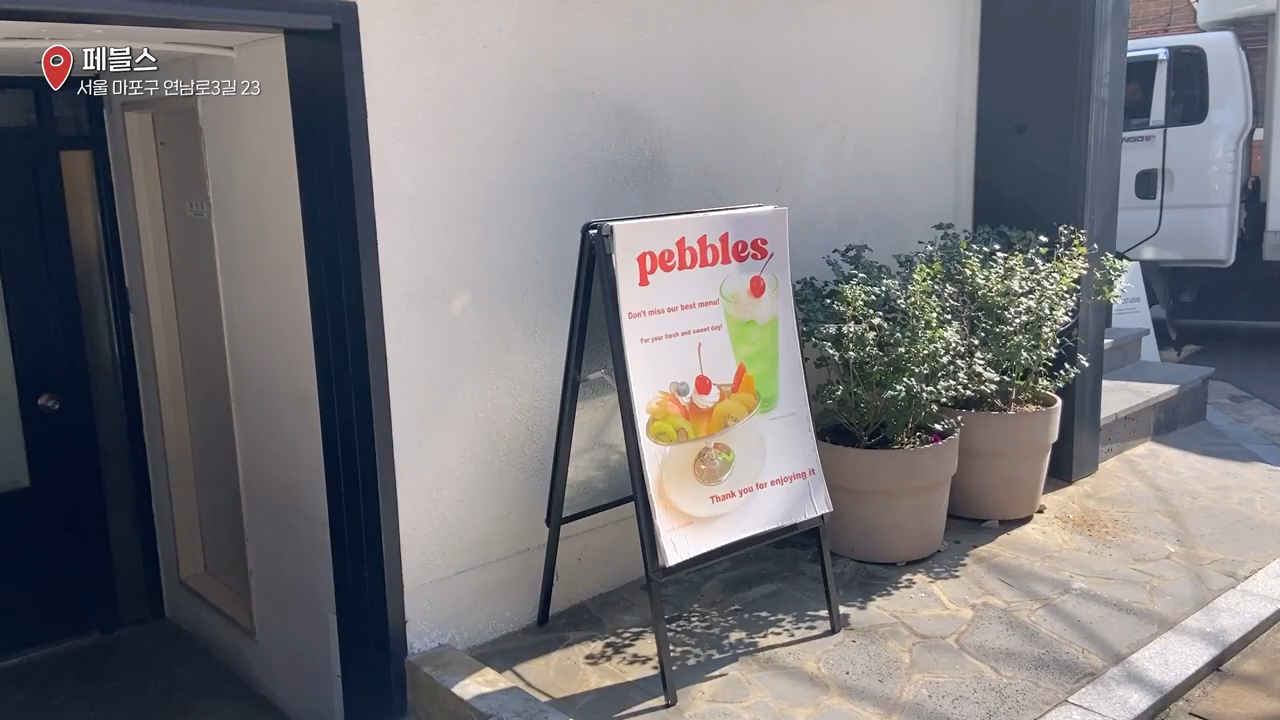 페블스
서울 마포구 연남로3길 23
pebbles
Don't miss our best menu!
For your fresh and sweet day!
Thank you for enjoying it
STUDIO